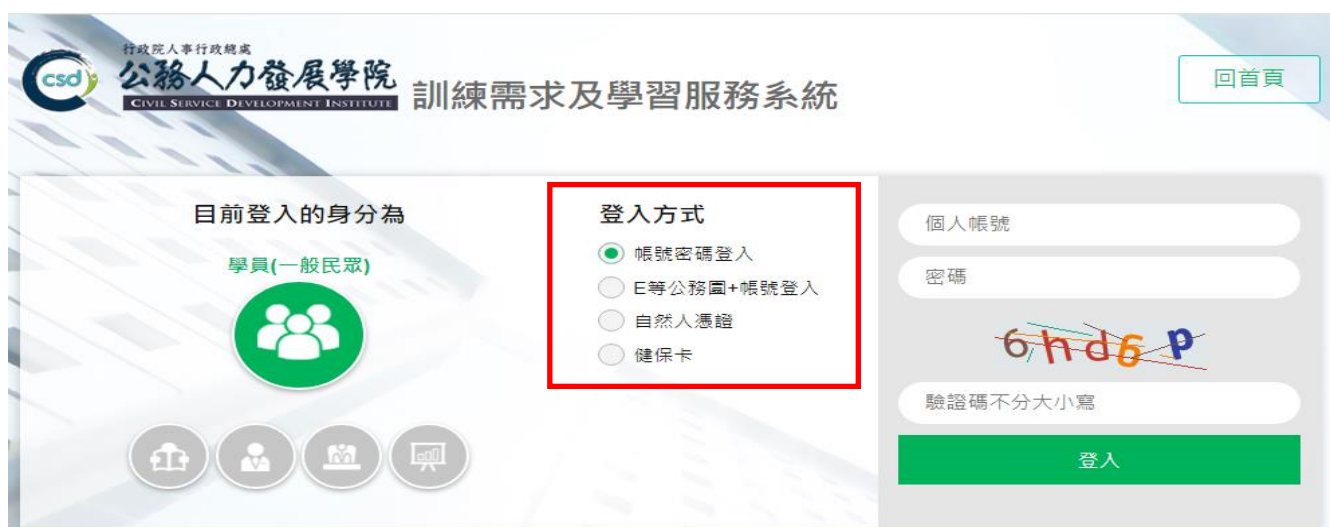 csd
行政院人事行政總處
公務人力發展學院
CIVIL SERVICE DEVELOPMENT INSTITUTE
訓練需求及學習服務系統
回首頁
目前登入的身分為
學員(一般民眾)
登入方式
帳號密碼登入
E等公務園+帳號登入
自然人憑證
健保卡
個人帳號
密碼
6hd6P
驗證碼不分大小寫
登入